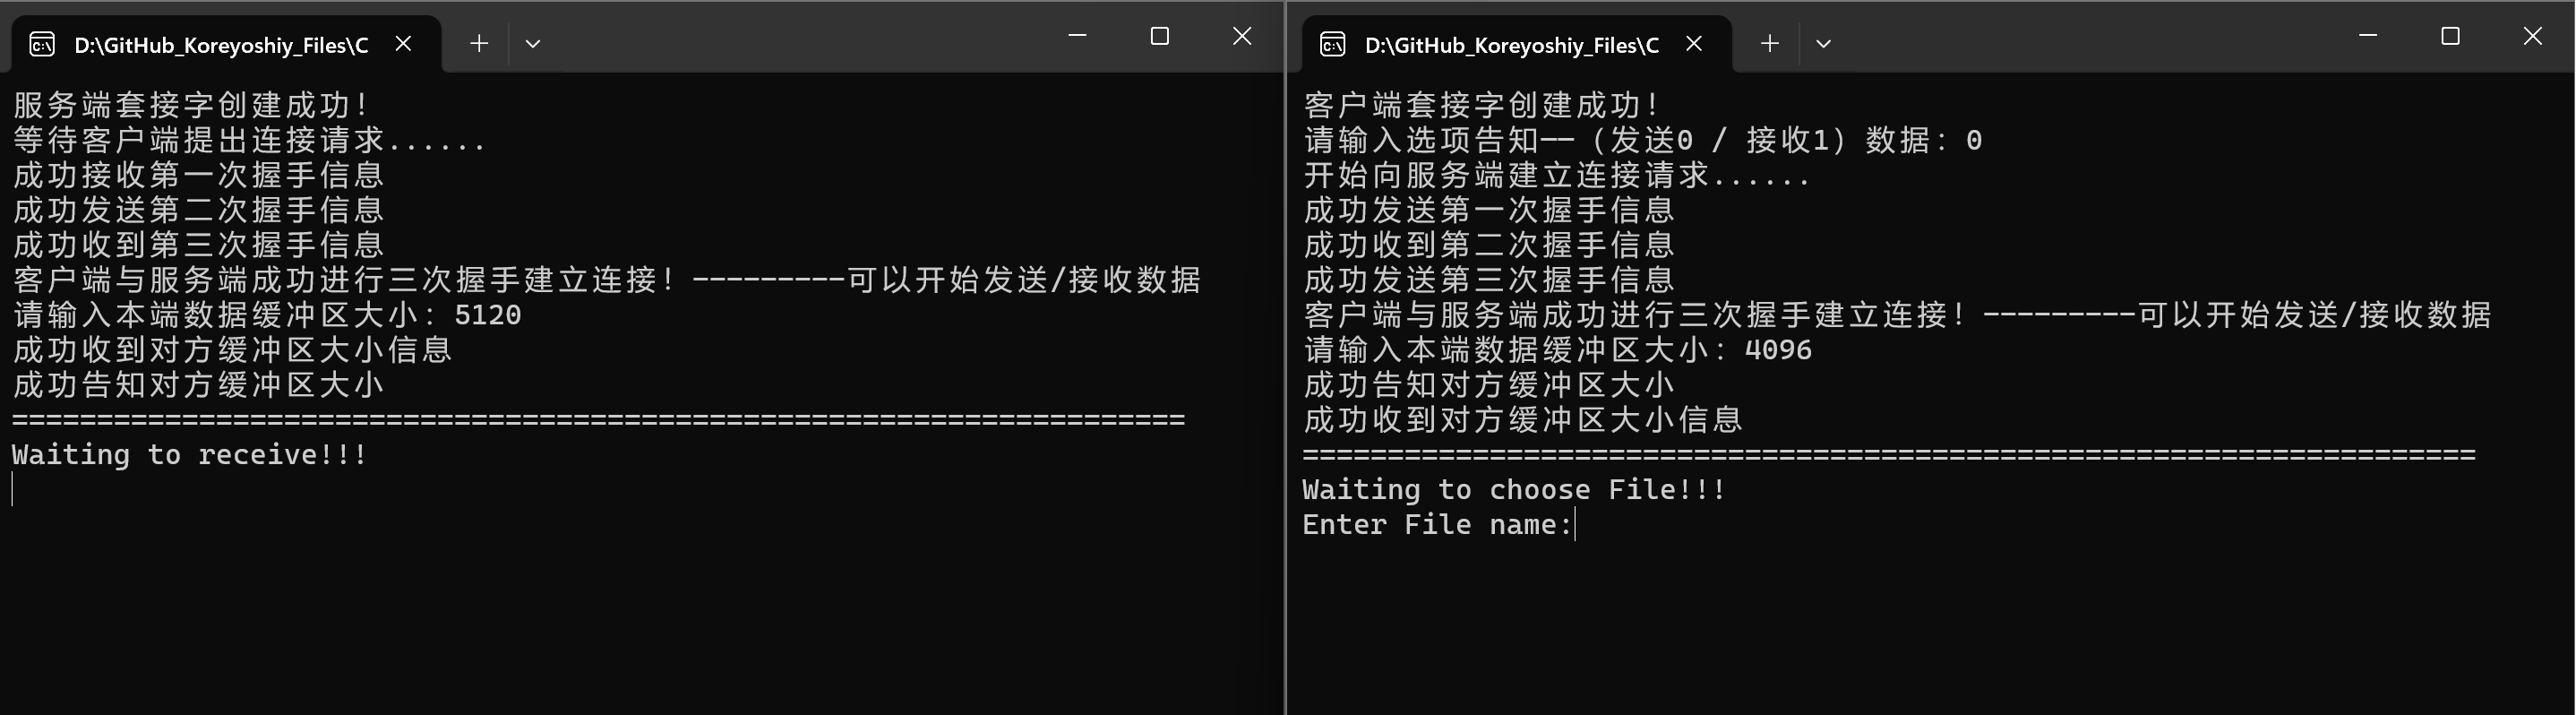 D:\GitHub_Koreyoshiy_Files\C
服务端套接字创建成功!
等待客户端提出连接请求......
成功接收第一次握手信息
成功发送第二次握手信息
成功收到第三次握手信息
客户端与服务端成功进行三次握手建立连接! ---------可以开始发送/接收数据
请输入本端数据缓冲区大小: 5120
成功收到对方缓冲区大小信息
成功告知对方缓冲区大小
=====================================================================
Waiting to receive!!!
D:\GitHub_Koreyoshiy_Files\C
客户端套接字创建成功!
请输入选项告知——（发送0 / 接收1）数据: 0
开始向服务端建立连接请求......
成功发送第一次握手信息
成功收到第二次握手信息
成功发送第三次握手信息
客户端与服务端成功进行三次握手建立连接! ---------可以开始发送/接收数据
请输入本端数据缓冲区大小: 4096
成功告知对方缓冲区大小
成功收到对方缓冲区大小信息
=====================================================================
Waiting to choose File!!!
Enter File name: